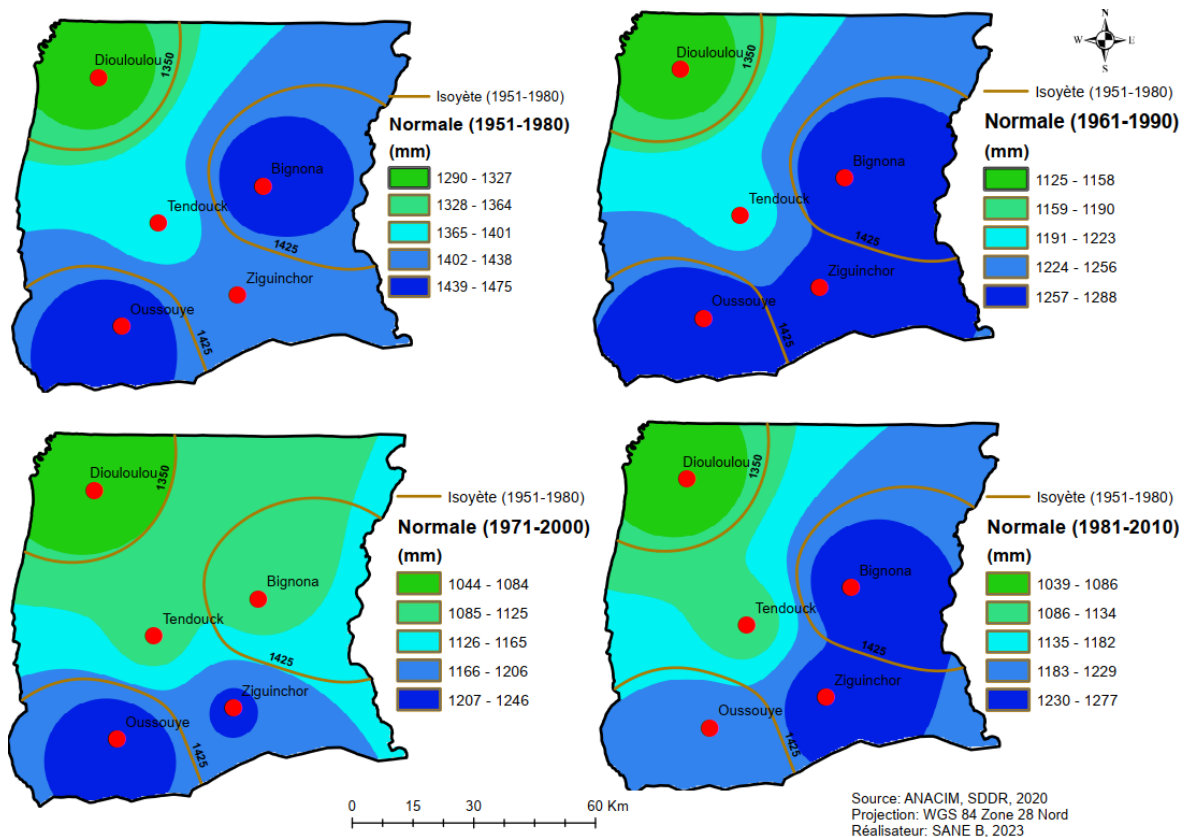 Diouloulou
1350
Bignona
Tendouck
1425
Ziguinchor
Oussouye
1425
Isoyète (1951-1980)
Normale (1951-1980)
(mm)
1290 - 1327
1328 - 1364
1365 - 1401
1402 - 1438
1439 - 1475
Diouloulou
1350
Bignona
Tendouck
1425
Ziguinchor
Oussouye
1425
N
W E
S
Isoyète (1951-1980)
Normale (1961-1990)
(mm)
1125 - 1158
1159 - 1190
1191 - 1223
1224 - 1256
1257 - 1288
Diouloulou
1350
Bignona
Tendouck
1425
Ziguinchor
Oussouye
1425
Isoyète (1951-1980)
Normale (1971-2000)
(mm)
1044 - 1084
1085 - 1125
1126 - 1165
1166 - 1206
1207 - 1246
Diouloulou
1350
Bignona
Tendouck
1425
Ziguinchor
Oussouye
1425
Isoyète (1951-1980)
Normale (1981-2010)
(mm)
1039 - 1086
1086 - 1134
1135 - 1182
1183 - 1229
1230 - 1277
0 15 30 60 Km
Source: ANACIM, SDDR, 2020
Projection: WGS 84 Zone 28 Nord
Réalisateur: SANE B, 2023